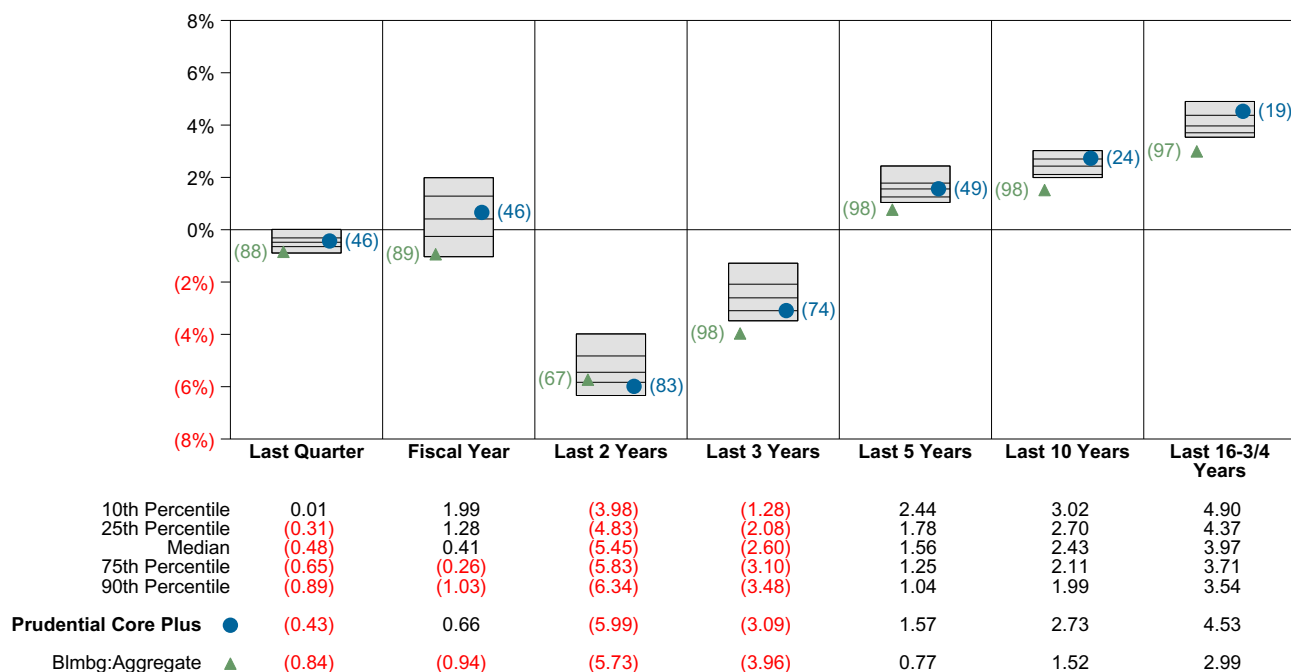 8%
6%
4%
2%
0%
(2%)
(4%)
(6%)
(8%)
(88) (46) (89) (46) (67) (83) (98) (74) (98) (49) (98) (24) (97) (19)
Last Quarter Fiscal Year Last 2 Years Last 3 Years Last 5 Years Last 10 Years Last 16-3/4
Years
10th Percentile 0.01 1.99 (3.98) (1.28) 2.44 3.02 4.90
25th Percentile (0.31) 1.28 (4.83) (2.08) 1.78 2.70 4.37
Median (0.48) 0.41 (5.45) (2.60) 1.56 2.43 3.97
75th Percentile (0.65) (0.26) (5.83) (3.10) 1.25 2.11 3.71
90th Percentile (0.89) (1.03) (6.34) (3.48) 1.04 1.99 3.54
Prudential Core Plus (0.43) 0.66 (5.99) (3.09) 1.57 2.73 4.53
Blmbg:Aggregate (0.84) (0.94) (5.73) (3.96) 0.77 1.52 2.99